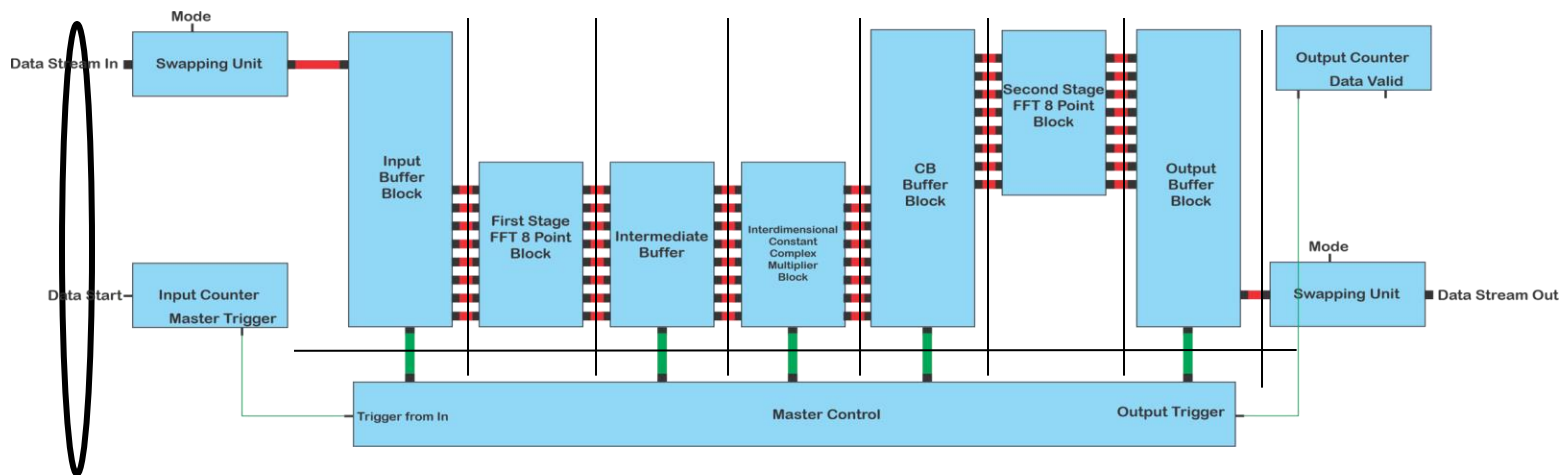 Mode
Data Stream In
Swapping Unit
Data Start
Input Counter
Master Trigger
Input
Buffer
Block
First Stage
FFT 8 Point
Block
Intermediate
Buffer
Interdimensional
Constant
Complex
Multiplier
Block
CB
Buffer
Block
Second Stage
FFT 8 Point
Block
Output
Buffer
Block
Output Counter
Data Valid
Mode
Swapping Unit
Data Stream Out
Trigger from In
Master Control
Output Trigger